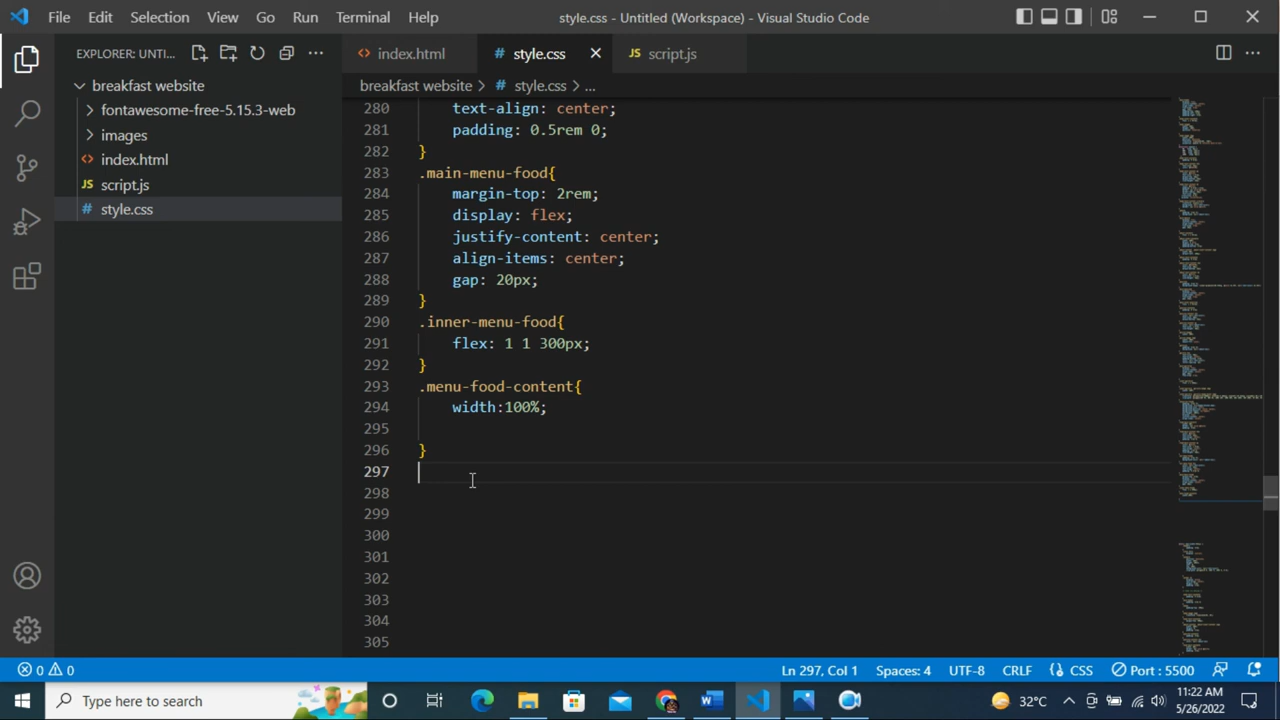 File Edit Selection View Go Run Terminal Help
style.css - Untitled (Workspace) - Visual Studio Code
EXPLORER: UNTI...
index.html
# style.css
JS script.js
breakfast website
breakfast website > # style.css > ...
fontawesome-free-5.15.3-web
images
index.html
JS script.js
# style.css
280 text-align: center;
281 padding: 0.5rem 0;
282 }
283 .main-menu-food{
284 margin-top: 2rem;
285 display: flex;
286 justify-content: center;
287 align-items: center;
288 gap: 20px;
289 }
290 .inner-menu-food{
291 flex: 1 1 300px;
292 }
293 .menu-food-content{
294 width:100%;
295
296 }
297
298
299
300
301
302
303
304
305
0 0
Ln 297, Col 1 Spaces: 4 UTF-8 CRLF CSS Port : 5500
Type here to search
32°C
11:22 AM
5/26/2022